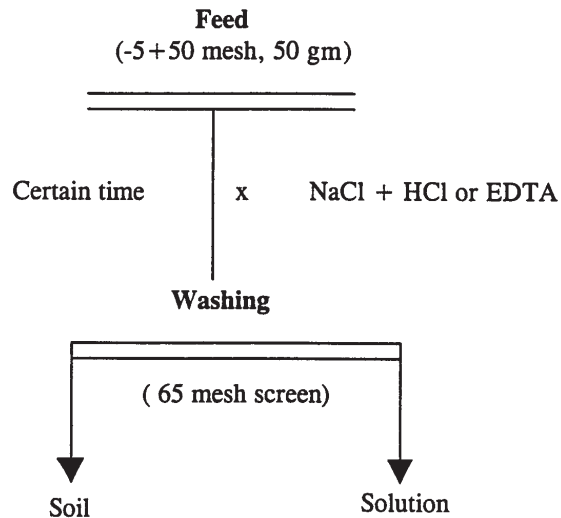 Feed
(-5+50 mesh, 50 gm)
Certain time x NaCl + HCl or EDTA
Washing
( 65 mesh screen)
Soil Solution